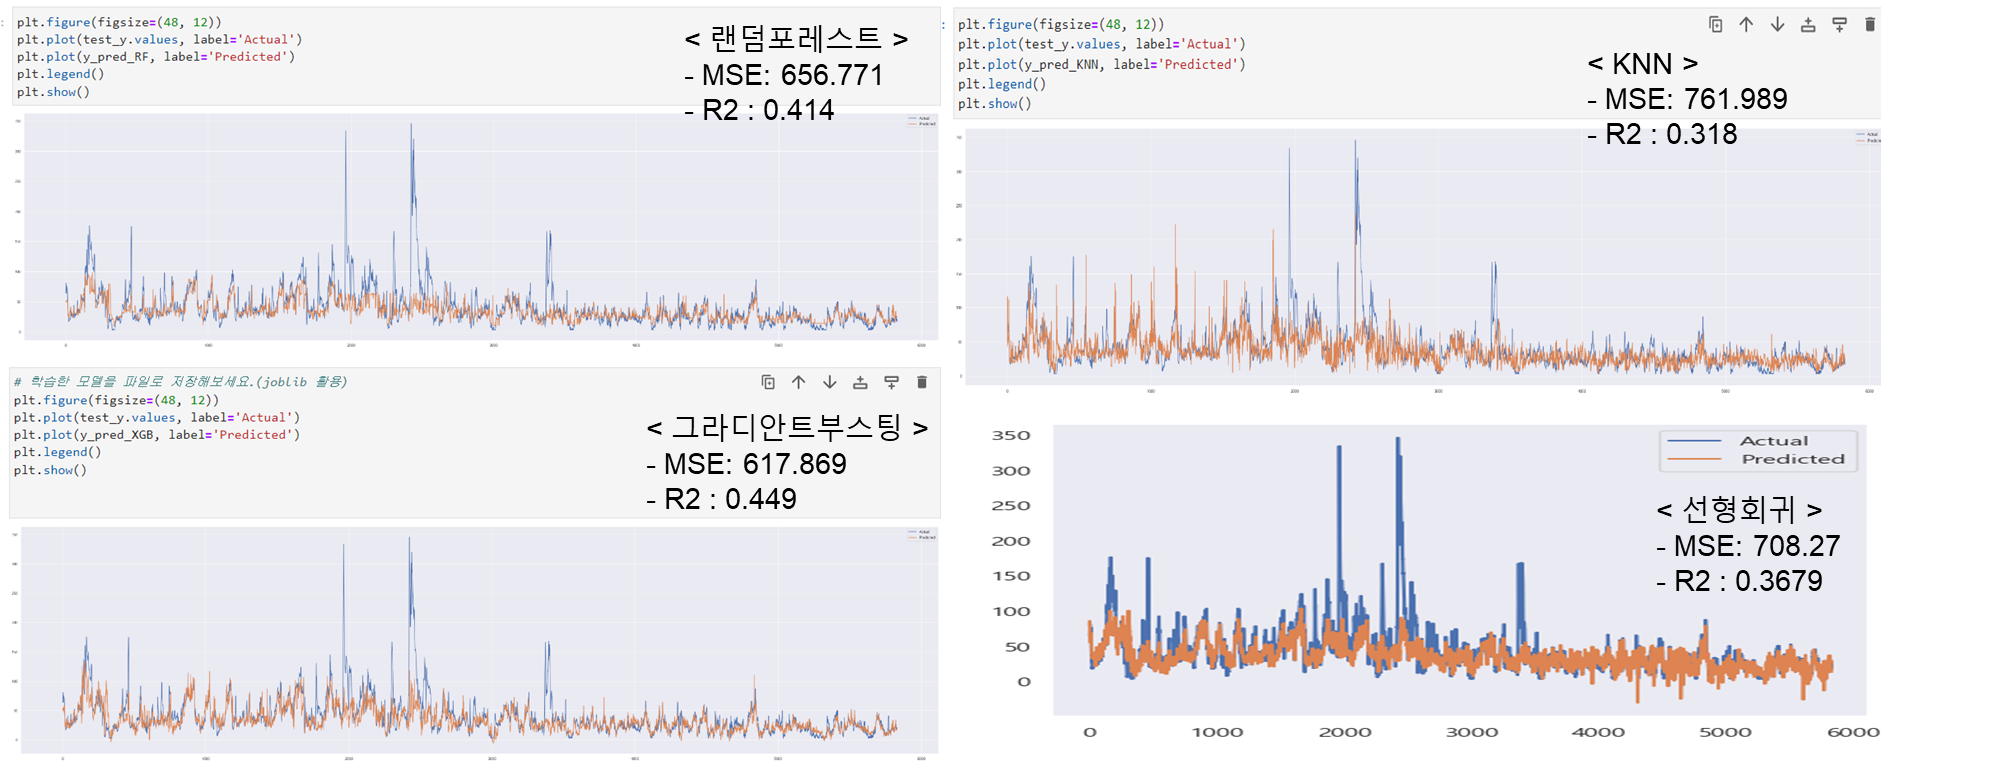 plt.figure(figsize=(48, 12))
plt.plot(test_y.values, label='Actual')
plt.plot(y_pred_RF, label='Predicted')
plt.legend()
plt.show()
< 랜덤포레스트 >
- MSE: 656.771
- R2 : 0.414
plt.figure(figsize=(48, 12))
plt.plot(test_y.values, label='Actual')
plt.plot(y_pred_KNN, label='Predicted')
plt.legend()
plt.show()
< KNN >
- MSE: 761.989
- R2 : 0.318
# 학습한 모델을 파일로 저장해보세요.(joblib 활용)
plt.figure(figsize=(48, 12))
plt.plot(test_y.values, label='Actual')
plt.plot(y_pred_XGB, label='Predicted')
plt.legend()
plt.show()
< 그라디안트부스팅 >
- MSE: 617.869
- R2 : 0.449
Actual
Predicted
< 선형회귀 >
- MSE: 708.27
- R2 : 0.3679
350
300
250
200
150
100
50
0
0 1000 2000 3000 4000 5000 6000